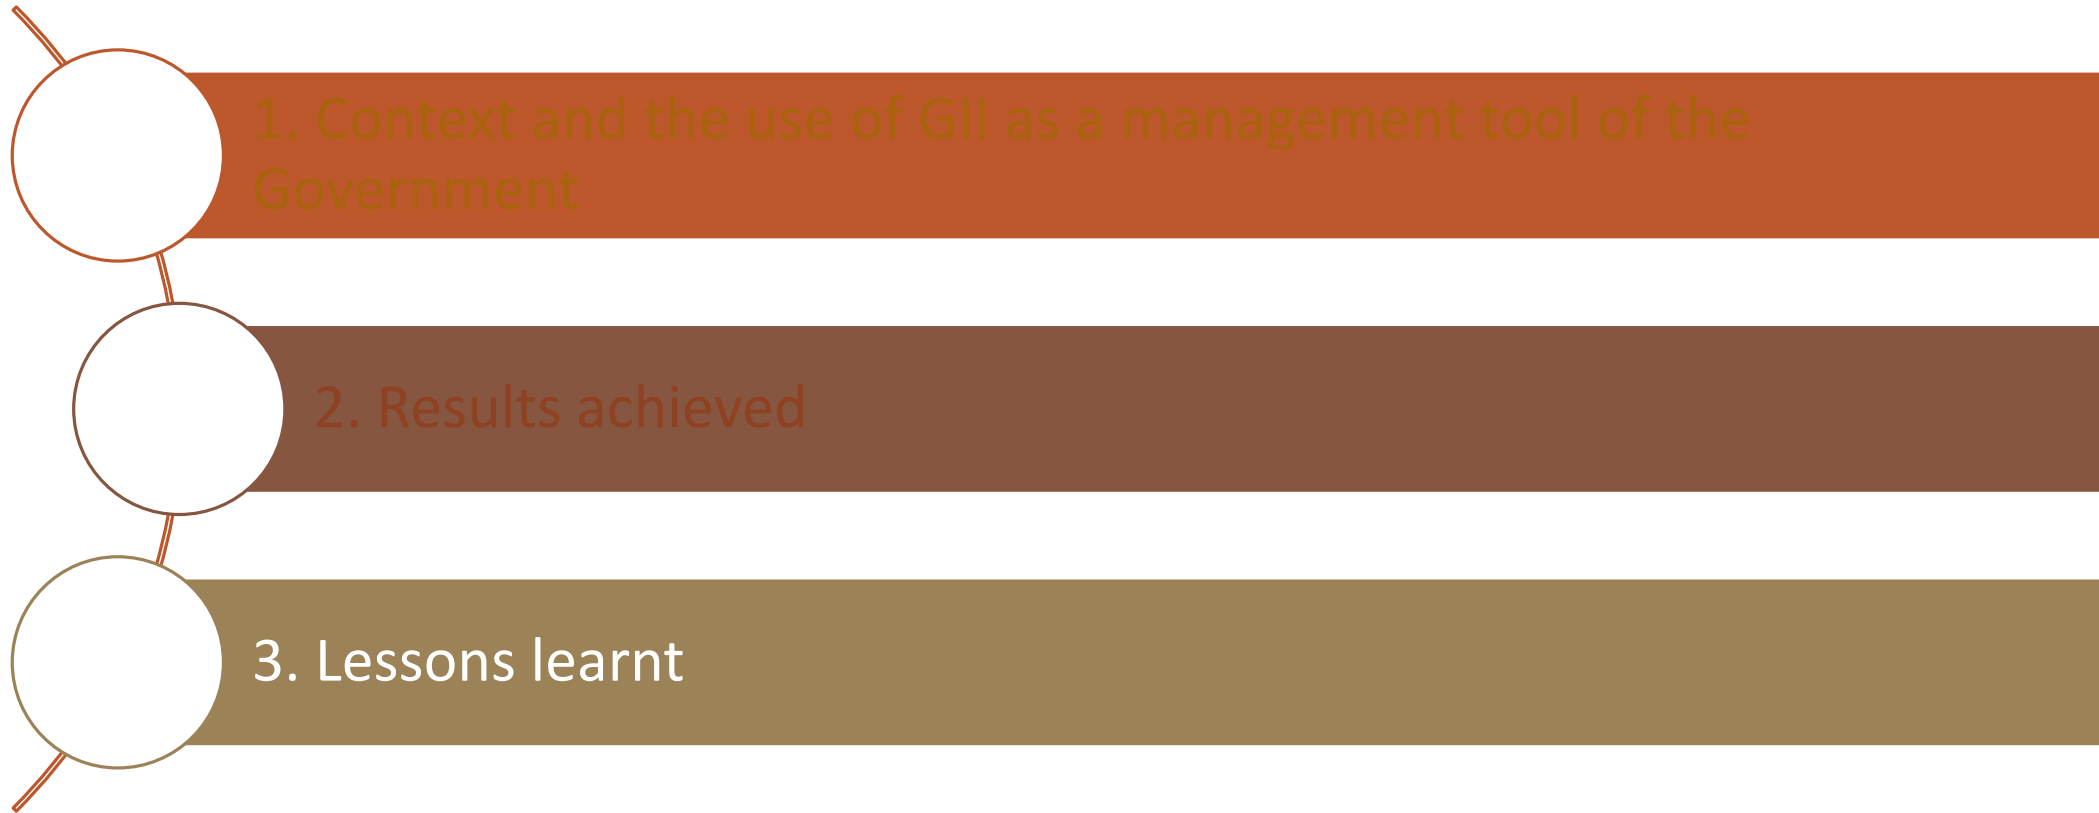 1. Context and the use of GII as a management tool of the
Government
2. Results achieved
3. Lessons learnt